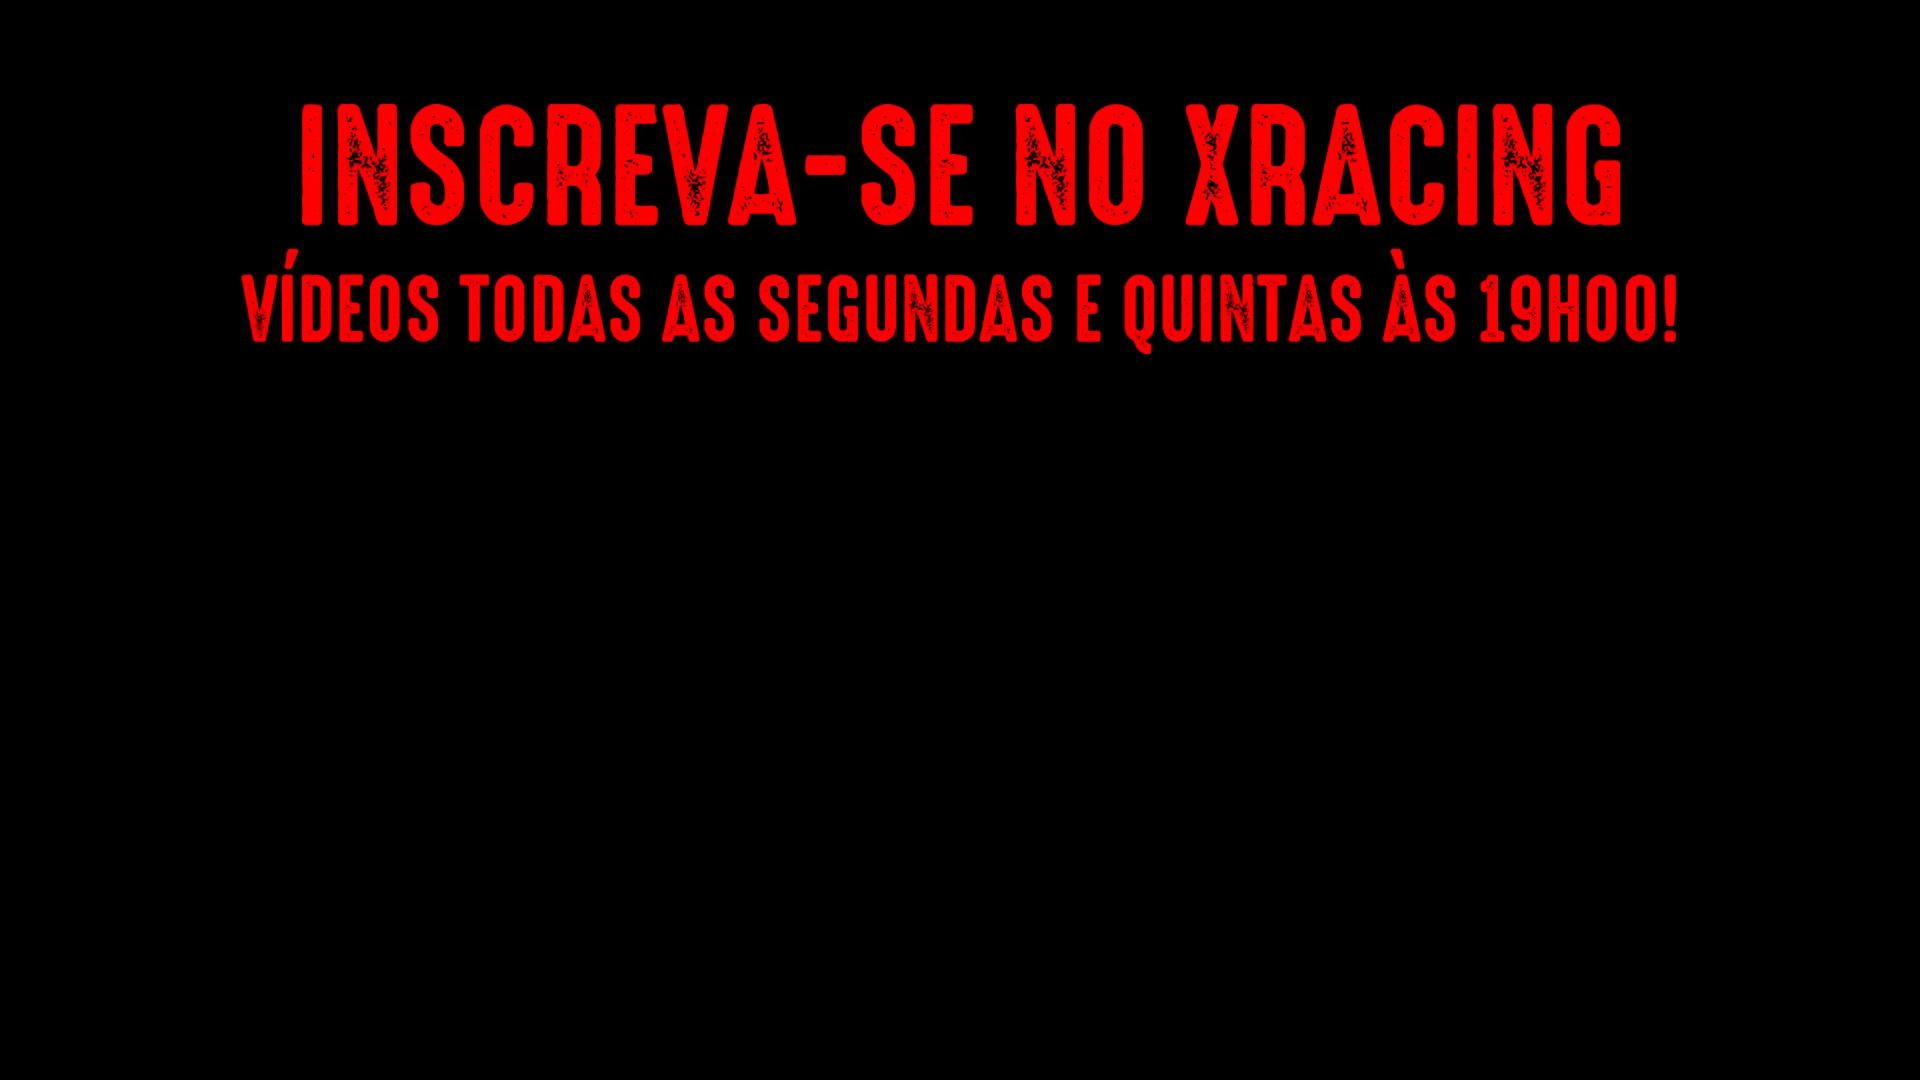 INSCREVA-SE NO XRACING
VÍDEOS TODAS AS SEGUNDAS E QUINTAS ÀS 19H00!